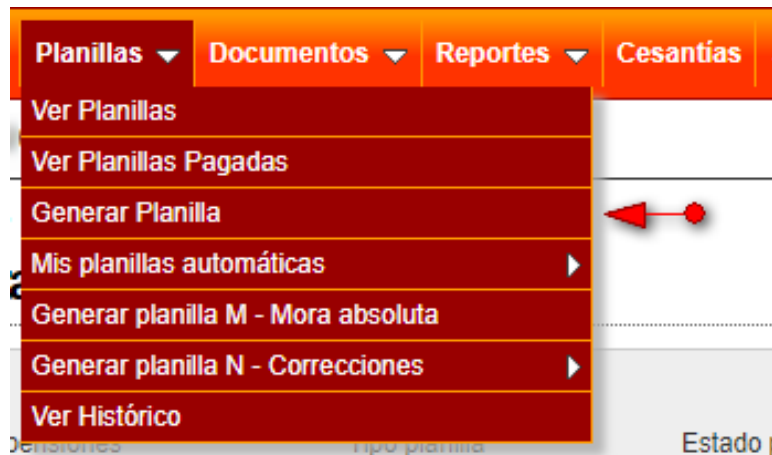 Planillas Documentos Reportes Cesantías
Ver Planillas
Ver Planillas Pagadas
Generar Planilla
Mis planillas automáticas
Generar planilla M - Mora absoluta
Generar planilla N - Correcciones
Ver Histórico
Estado